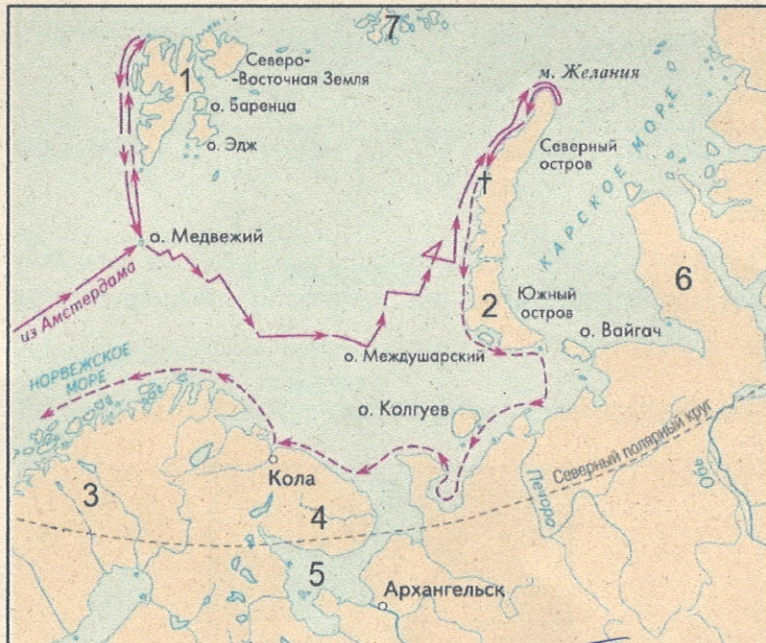 7
Северо-
-Восточная Земля
1
м. Желания
о. Баренца
о. Эдж
Северный
остров
КАРСКОЕ МОРЕ
о. Медвежий
из Амстердама
6
2
Южный
остров
о. Вайгач
НОРВЕЖСКОЕ
МОРЕ
о. Междушарский
о. Колгуев
Северный полярный круг
Кола
Печора
Обь
3
4
5
Архангельск